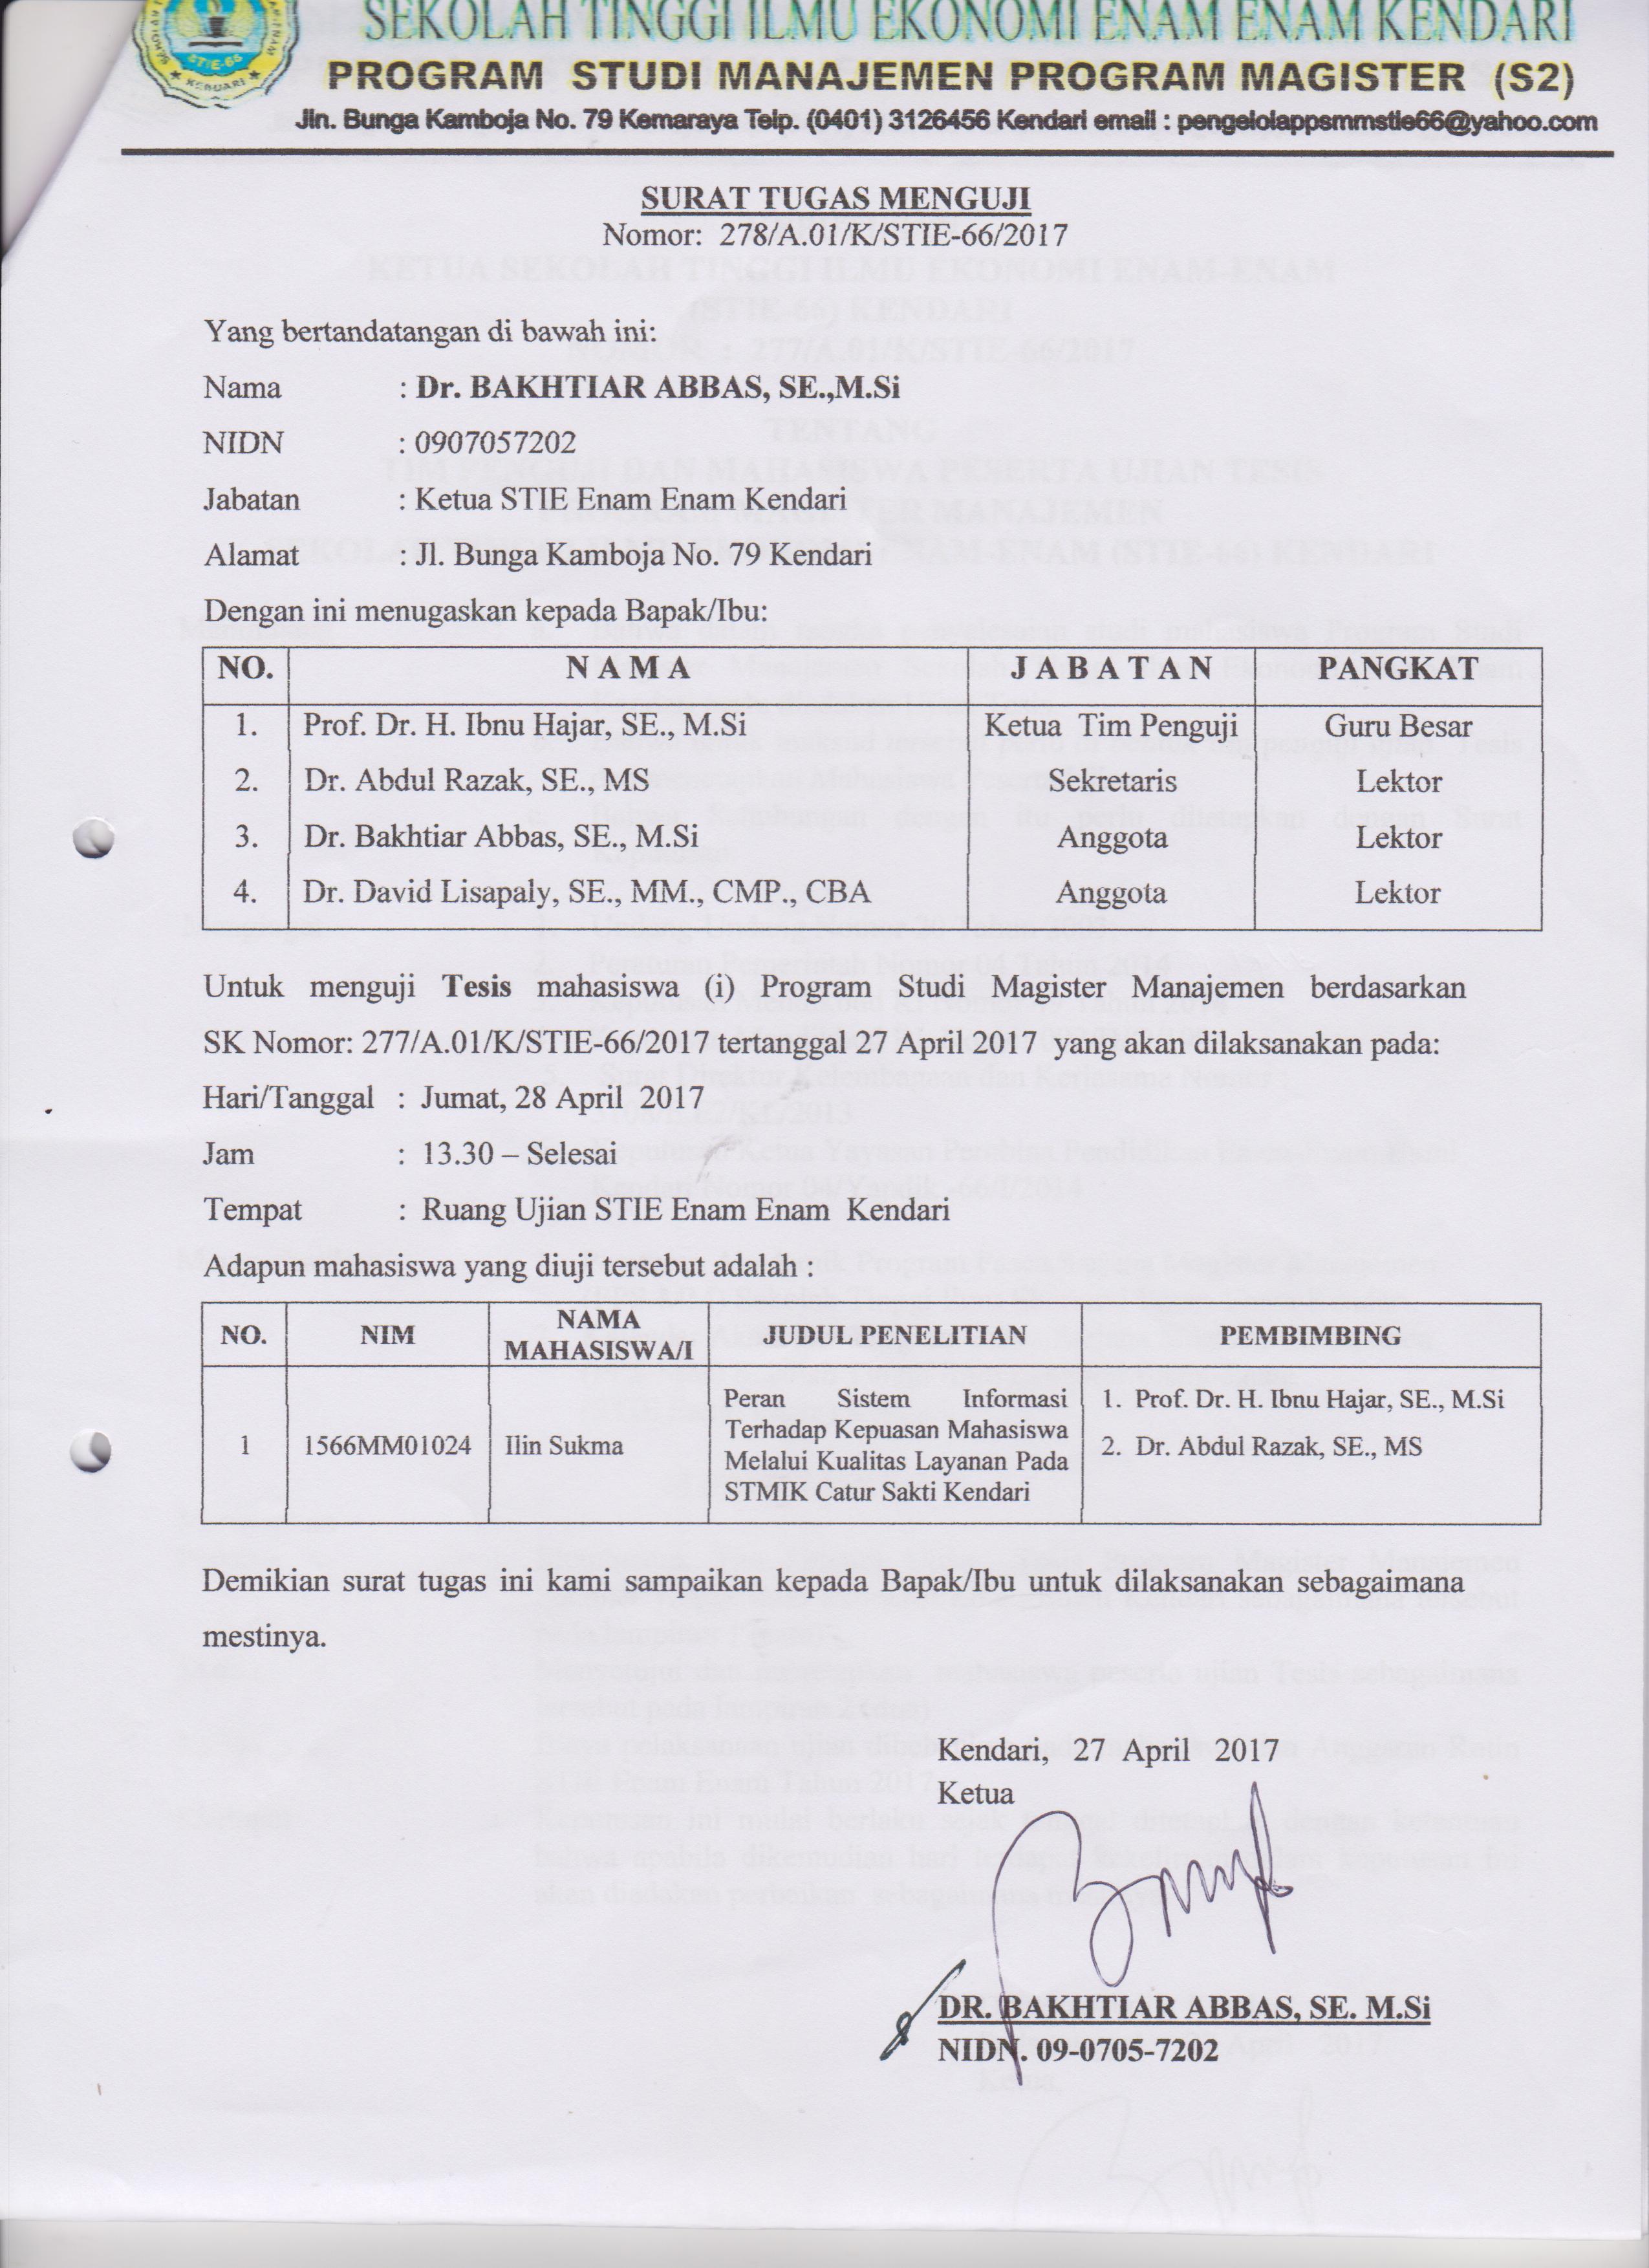 SEKOLAH TINGGI ILMU EKONOMI ENAM ENAM KENDARI
PROGRAM STUDI MANAJEMEN PROGRAM MAGISTER (S2)
Jln. Bunga Kamboja No. 79 Kemaraya Telp. (0401) 3126456 Kendari email : pengelolappsmmstie66@yahoo.com
STIE-66
KENDARI
SURAT TUGAS MENGUJI
Nomor: 278/A.01/K/STIE-66/2017
Yang bertandatangan di bawah ini:
Nama : Dr. BAKHTIAR ABBAS, SE.,M.Si
NIDN : 0907057202
Jabatan : Ketua STIE Enam Enam Kendari
Alamat : Jl. Bunga Kamboja No. 79 Kendari
Dengan ini menugaskan kepada Bapak/Ibu:
NO. N A M A J A B A T A N PANGKAT
1. Prof. Dr. H. Ibnu Hajar, SE., M.Si Ketua Tim Penguji Guru Besar
2. Dr. Abdul Razak, SE., MS Sekretaris Lektor
3. Dr. Bakhtiar Abbas, SE., M.Si Anggota Lektor
4. Dr. David Lisapaly, SE., MM., CMP., CBA Anggota Lektor
Untuk menguji Tesis mahasiswa (i) Program Studi Magister Manajemen berdasarkan
SK Nomor: 277/A.01/K/STIE-66/2017 tertanggal 27 April 2017 yang akan dilaksanakan pada:
Hari/Tanggal : Jumat, 28 April 2017
Jam : 13.30 – Selesai
Tempat : Ruang Ujian STIE Enam Enam Kendari
Adapun mahasiswa yang diuji tersebut adalah :
NO. NIM NAMA MAHASISWA/I JUDUL PENELITIAN PEMBIMBING
1 1566MM01024 Ilin Sukma
Peran Sistem Informasi
Terhadap Kepuasan Mahasiswa
Melalui Kualitas Layanan Pada
STMIK Catur Sakti Kendari
1. Prof. Dr. H. Ibnu Hajar, SE., M.Si
2. Dr. Abdul Razak, SE., MS
Demikian surat tugas ini kami sampaikan kepada Bapak/Ibu untuk dilaksanakan sebagaimana
mestinya.
Kendari, 27 April 2017
Ketua
DR. BAKHTIAR ABBAS, SE. M.Si
NIDN. 09-0705-7202